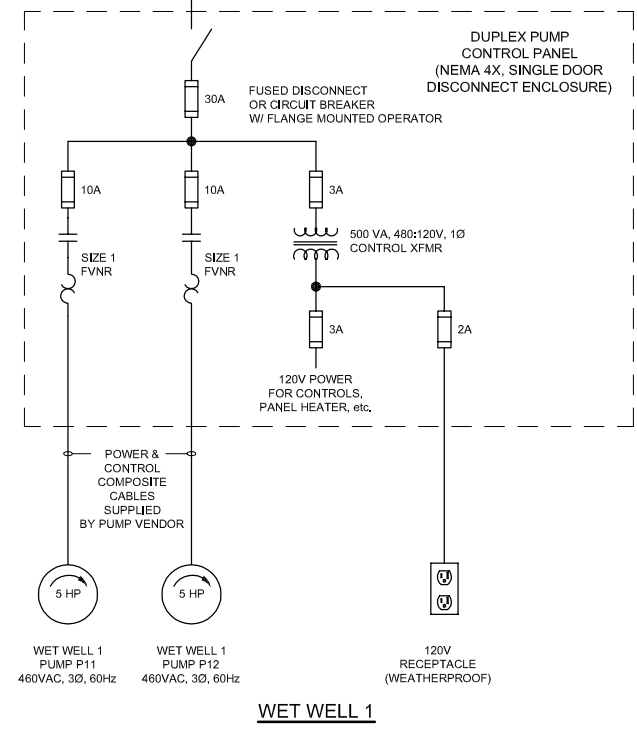 DUPLEX PUMP
CONTROL PANEL
(NEMA 4X, SINGLE DOOR
DISCONNECT ENCLOSURE)
30A
FUSED DISCONNECT
OR CIRCUIT BREAKER
W/ FLANGE MOUNTED OPERATOR
10A
10A
3A
SIZE 1
FVNR
SIZE 1
FVNR
500 VA, 480:120V, 1Ø
CONTROL XFMR
3A
2A
120V POWER
FOR CONTROLS,
PANEL HEATER, etc.
POWER &
CONTROL
COMPOSITE
CABLES
SUPPLIED
BY PUMP VENDOR
5 HP
5 HP
WET WELL 1
PUMP P11
460VAC, 3Ø, 60Hz
WET WELL 1
PUMP P12
460VAC, 3Ø, 60Hz
120V
RECEPTACLE
(WEATHERPROOF)
WET WELL 1